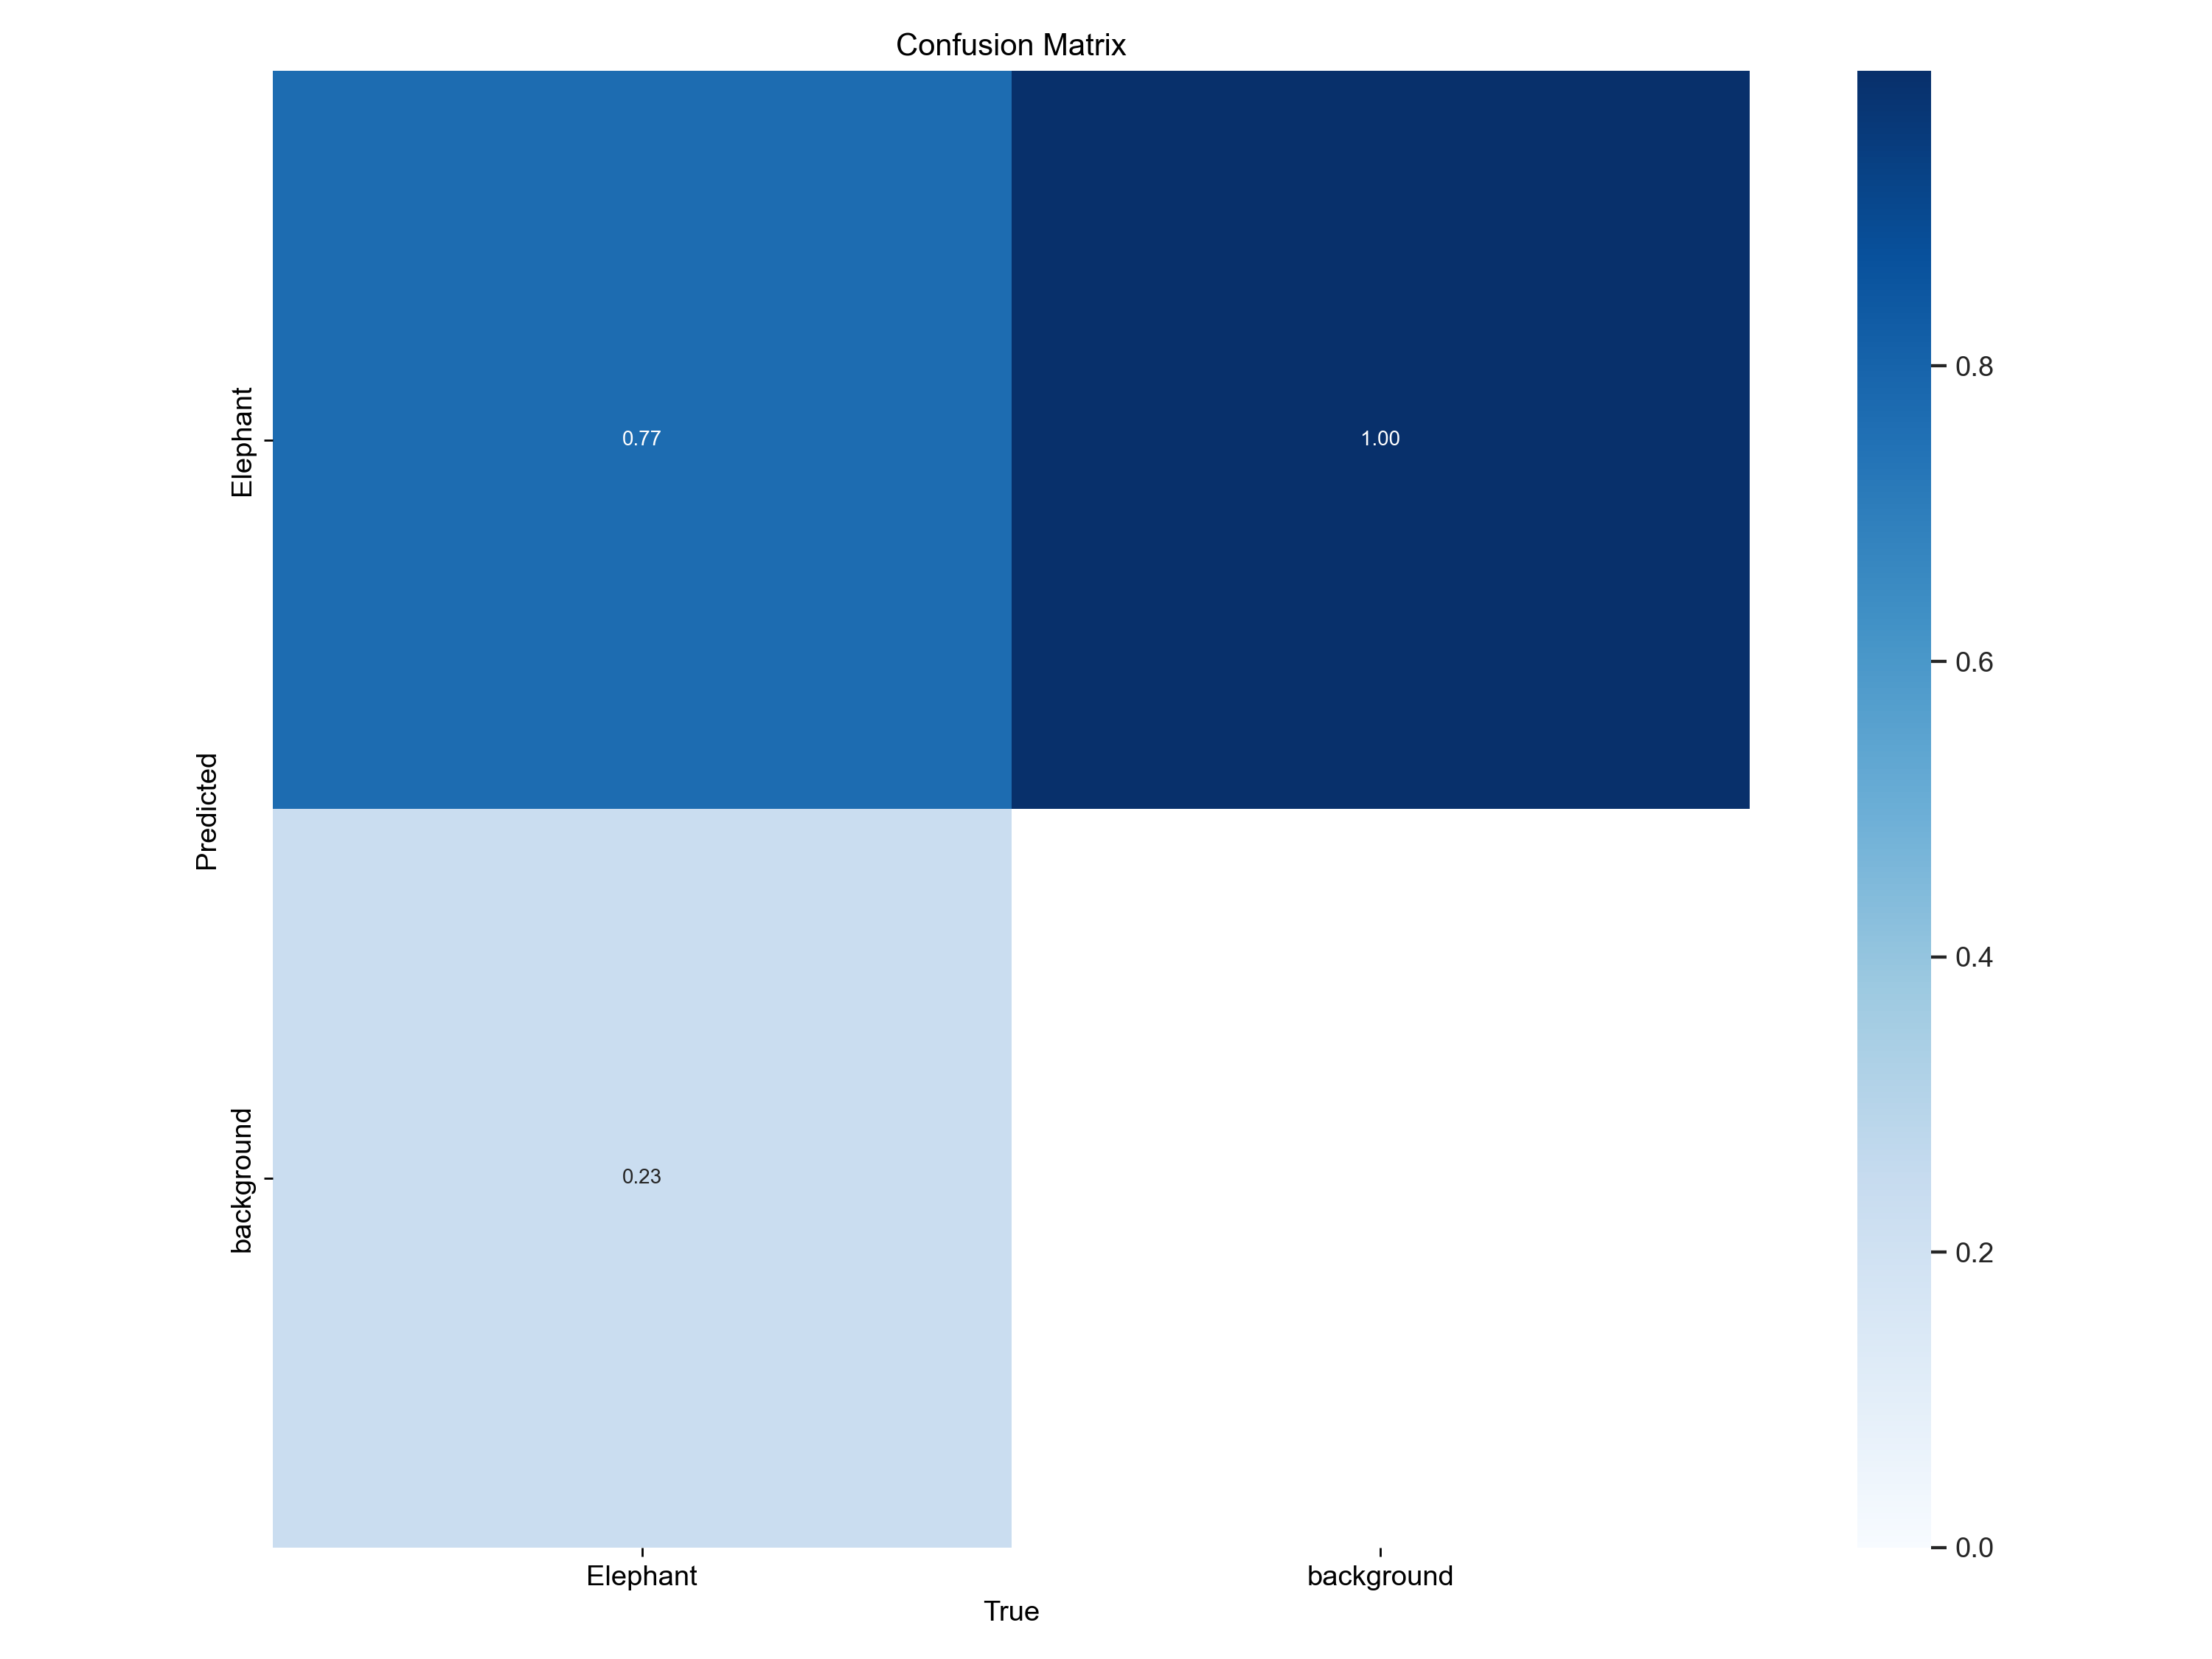 Confusion Matrix
Elephant
0.77
1.00
0.8
0.6
Predicted
0.4
background
0.23
0.2
0.0
Elephant
background
True